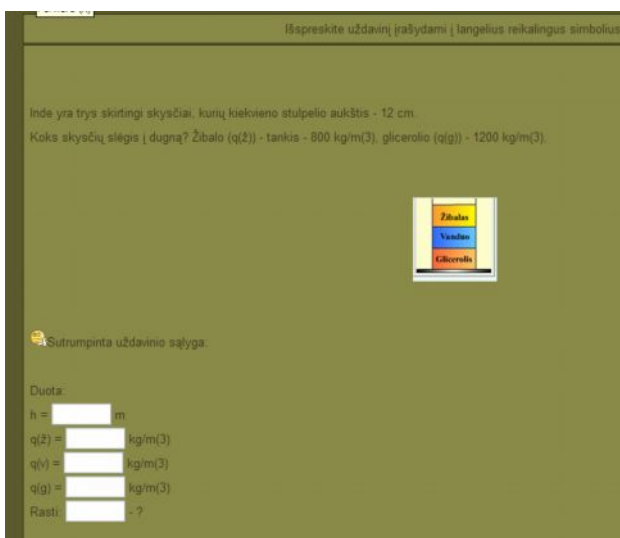 Išspreskite uždavinį įrašydami į langelius reikalingus simbolius
Inde yra trys skirtingi skysčiai, kurių kiekvieno stulpelio aukštis - 12 cm.
Koks skysčių slėgis į dugną? Žibalo (q(ž)) - tankis - 800 kg/m(3), glicerolio (q(g)) - 1200 kg/m(3).
Žibalas
Vanduo
Glicerolis
Sutrumpinta uždavinio sąlyga:
Duota:
h = m
q(ž) = kg/m(3)
q(v) = kg/m(3)
q(g) = kg/m(3)
Rasti: - ?